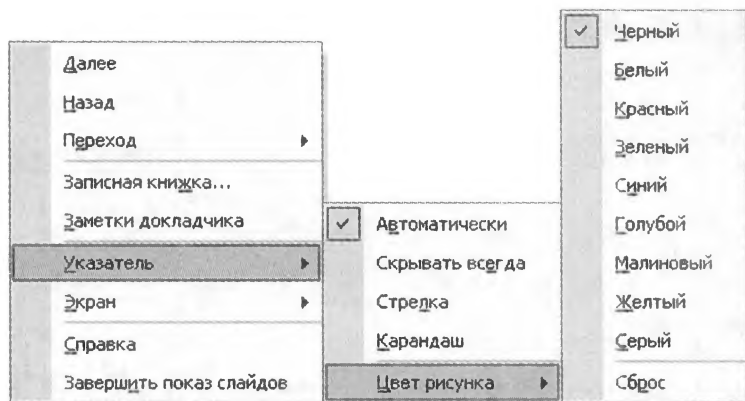 Далее
Назад
Переход
Записная книжка...
Заметки докладчика
Указатель
Экран
Справка
Завершить показ слайдов
Автоматически
Скрывать всегда
Стрелка
Карандаш
Цвет рисунка
Черный
Белый
Красный
Зеленый
Синий
Голубой
Малиновый
Желтый
Серый
Сброс